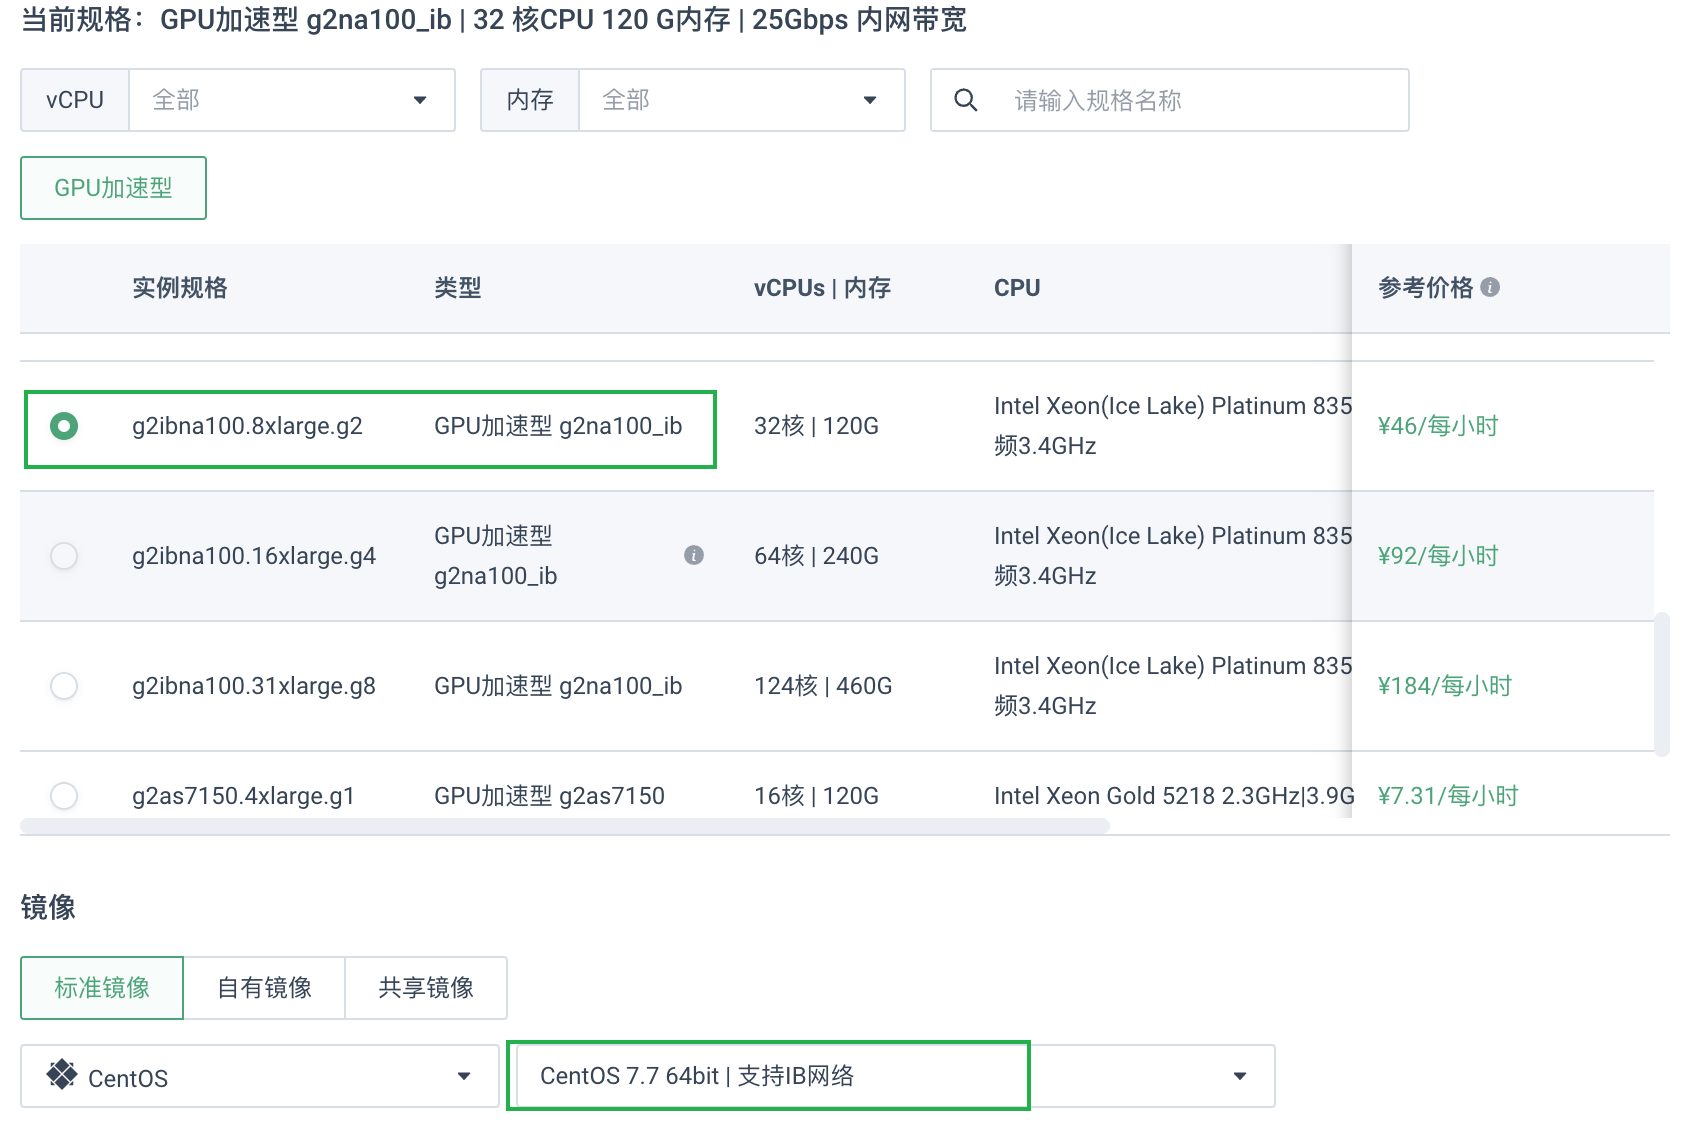 当前规格：GPU加速型 g2na100_ib | 32 核CPU 120 G内存 | 25Gbps 内网带宽
vCPU 全部 内存 全部 请输入规格名称
GPU加速型
实例规格 类型 vCPUs | 内存 CPU 参考价格
g2ibna100.8xlarge.g2 GPU加速型 g2na100_ib 32核 | 120G Intel Xeon(Ice Lake) Platinum 835 ¥46/每小时
频3.4GHz
g2ibna100.16xlarge.g4 GPU加速型 64核 | 240G Intel Xeon(Ice Lake) Platinum 835 ¥92/每小时
g2na100_ib 频3.4GHz
g2ibna100.31xlarge.g8 GPU加速型 g2na100_ib 124核 | 460G Intel Xeon(Ice Lake) Platinum 835 ¥184/每小时
频3.4GHz
g2as7150.4xlarge.g1 GPU加速型 g2as7150 16核 | 120G Intel Xeon Gold 5218 2.3GHz|3.9G ¥7.31/每小时
镜像
标准镜像 自有镜像 共享镜像
CentOS CentOS 7.7 64bit | 支持IB网络